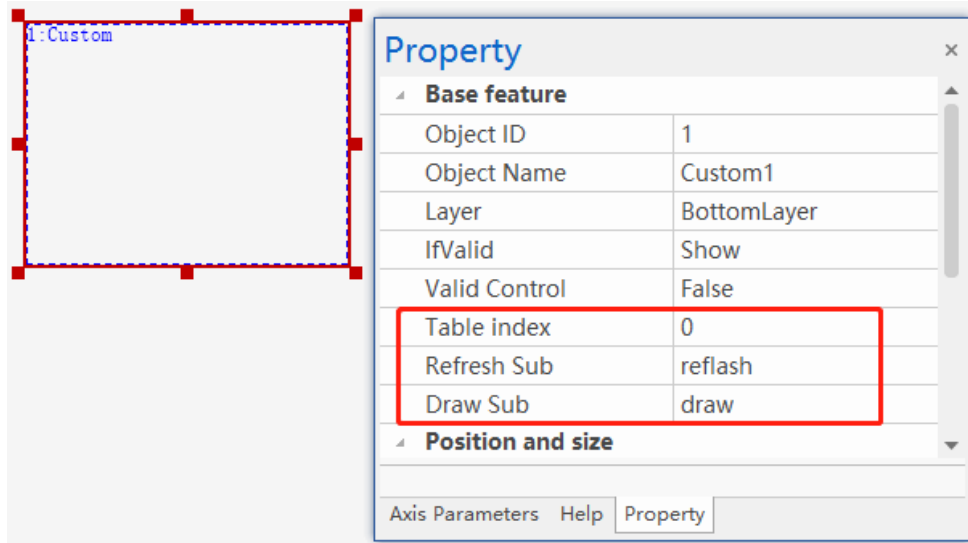 1:Custom
Property
Base feature
Object ID 1
Object Name Custom1
Layer BottomLayer
IfValid Show
Valid Control False
Table index 0
Refresh Sub reflash
Draw Sub draw
Position and size
Axis Parameters Help Property